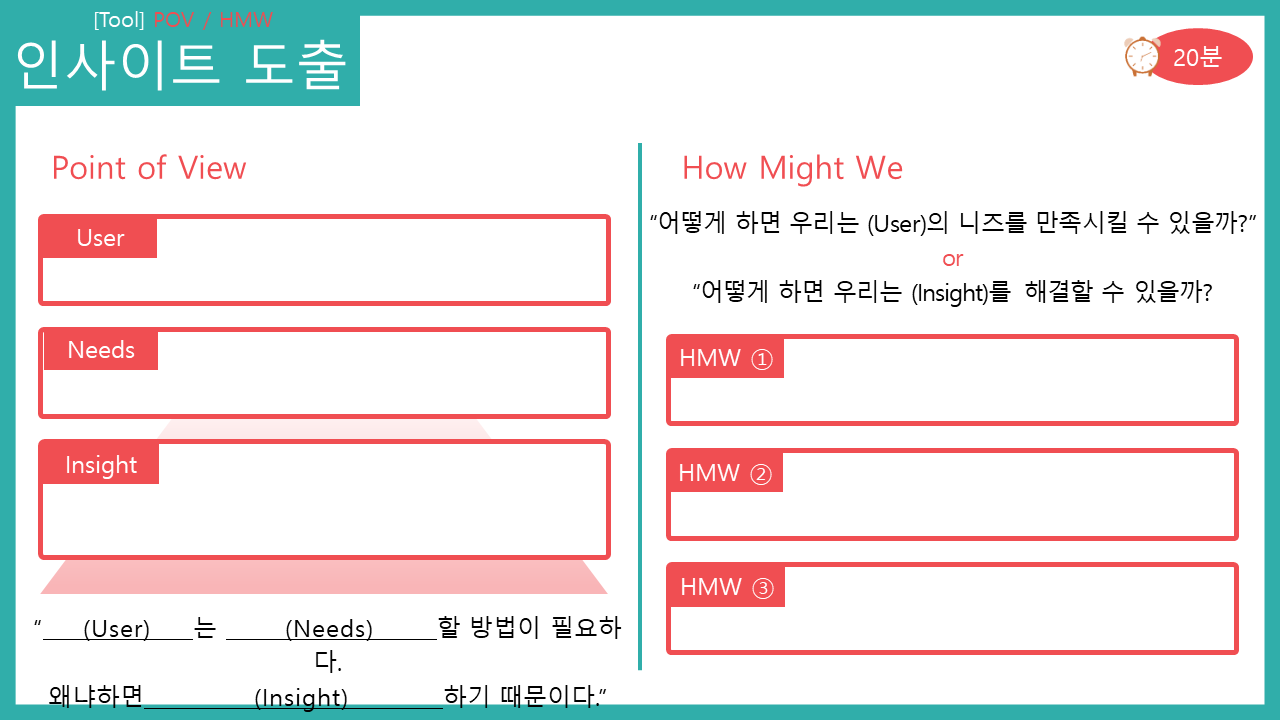 [Tool] POV / HMW
인사이트 도출
20분
Point of View
User
Needs
Insight
“___(User)____는 ____(Needs)_____할 방법이 필요하
다.
왜냐하면________(Insight)_______하기 때문이다.”
How Might We
“어떻게 하면 우리는 (User)의 니즈를 만족시킬 수 있을까?”
or
“어떻게 하면 우리는 (Insight)를 해결할 수 있을까?
HMW ①
HMW ②
HMW ③